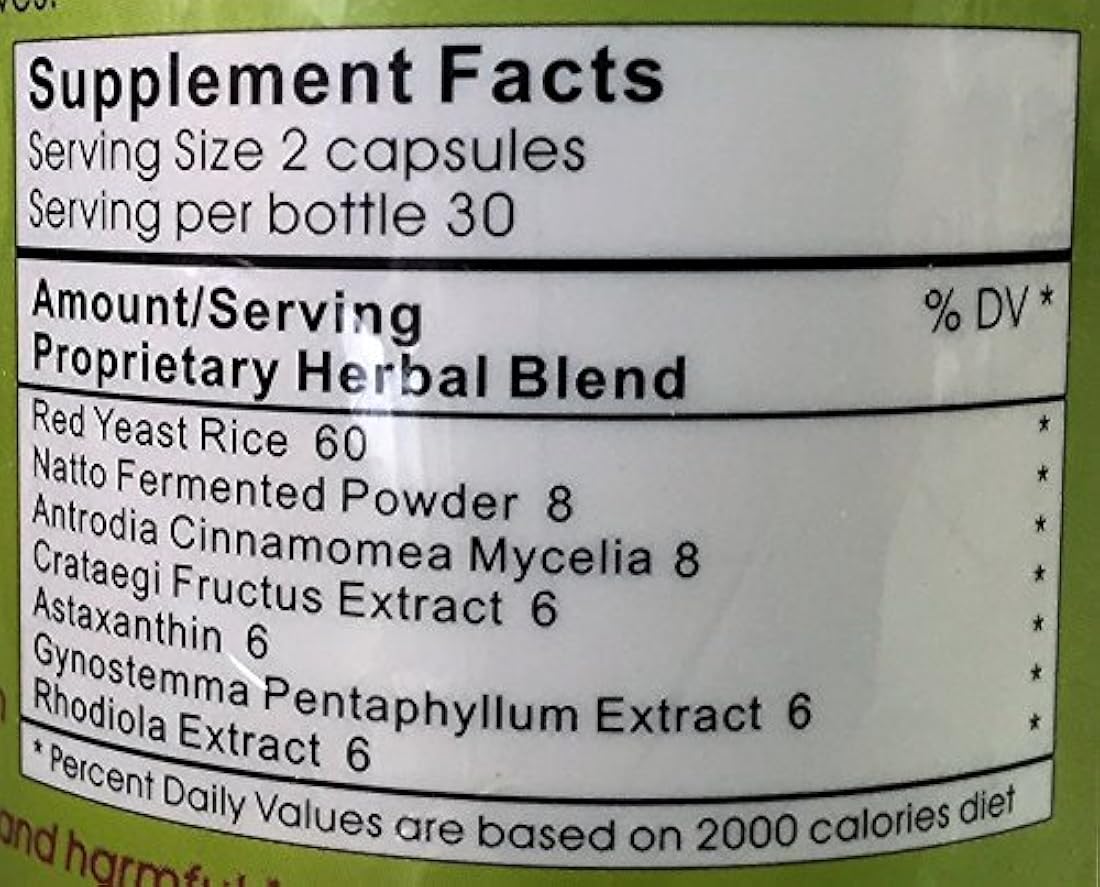 Supplement Facts
Serving Size 2 capsules
Serving per bottle 30
Amount/Serving % DV *
Proprietary Herbal Blend
Red Yeast Rice 60 *
Natto Fermented Powder 8 *
Antrodia Cinnamomea Mycelia 8 *
Crataegi Fructus Extract 6 *
Astaxanthin 6 *
Gynostemma Pentaphyllum Extract 6 *
Rhodiola Extract 6 *
* Percent Daily Values are based on 2000 calories diet
and